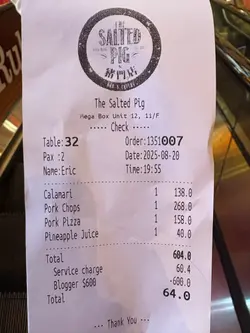 THE
SALTED
PIG
The Salted Pig
Mega Box Unit 12, 11/F
----- Check -----
Table: 32 Order: 1351007
Pax :2 Date:2025-08-20
Name:Eric Time:19:55
Calamari 1 138.0
Pork Chops 1 268.0
Pork Pizza 1 158.0
Pineapple Juice 1 40.0
Total 604.0
Service charge 60.4
Blogger $600 -600.0
Total 64.0
--- Thank You ---